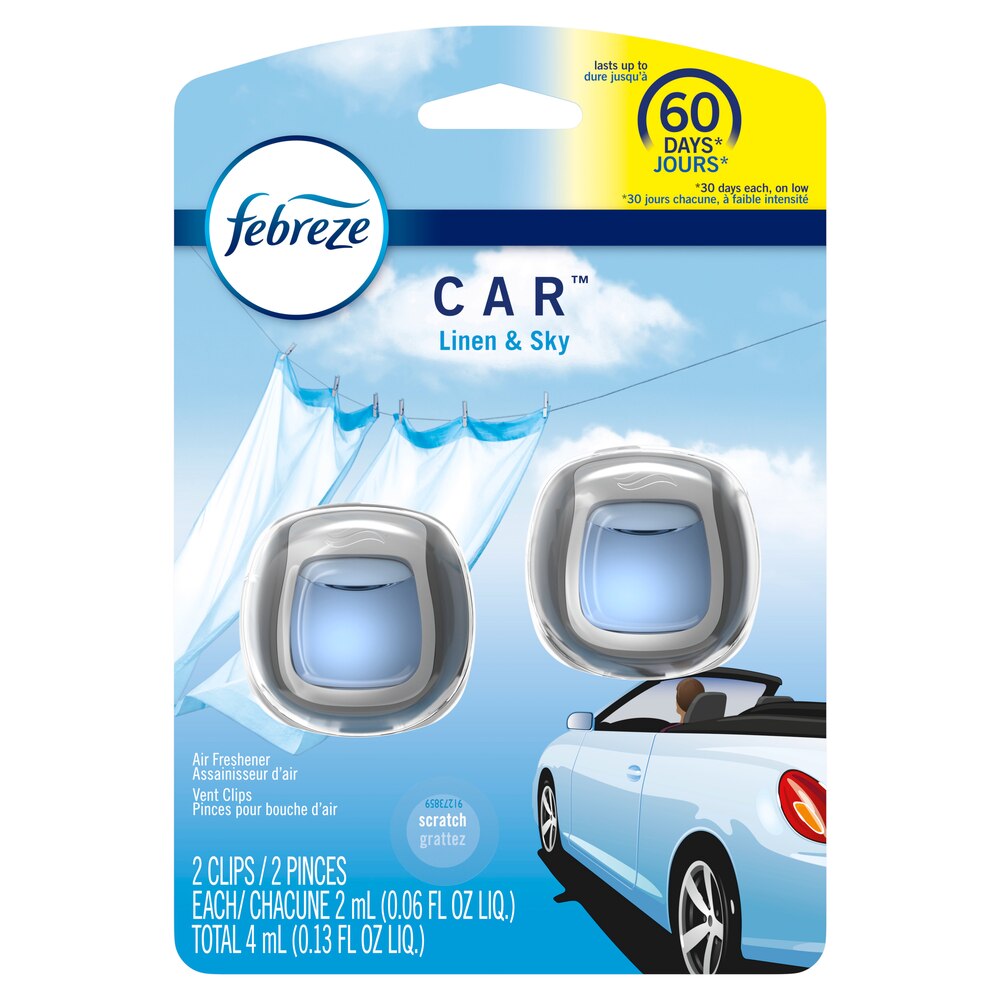 lasts up to
dure jusqu'à
60
DAYS*
JOURS*
*30 days each, on low
*30 jours chacune, à faible intensité
febreze
CAR™
Linen & Sky
Air Freshener
Assainisseur d'air
Vent Clips
Pinces pour bouche d'air
91273859
scratch
grattez
2 CLIPS / 2 PINCES
EACH/ CHACUNE 2 mL (0.06 FL OZ LIQ.)
TOTAL 4 mL (0.13 FL OZ LIQ.)